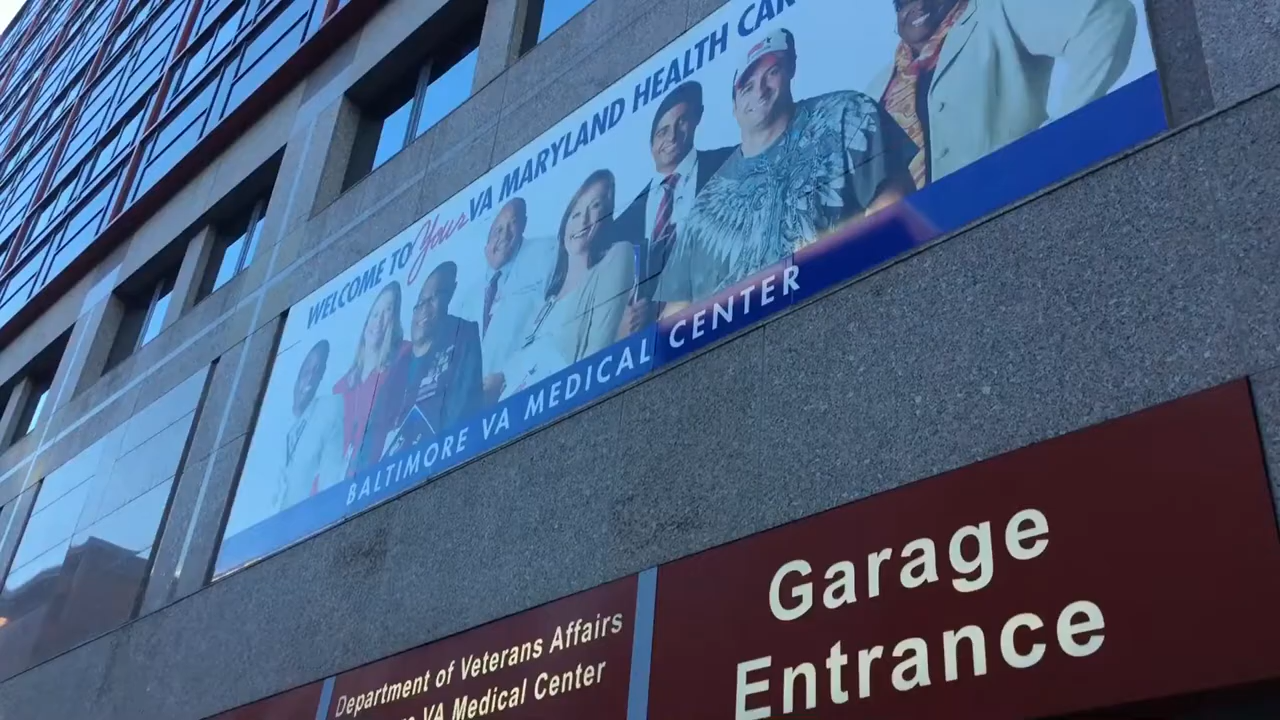 WELCOME TO Your VA MARYLAND HEALTH CAR
BALTIMORE VA MEDICAL CENTER
Department of Veterans Affairs
VA Medical Center
Garage
Entrance